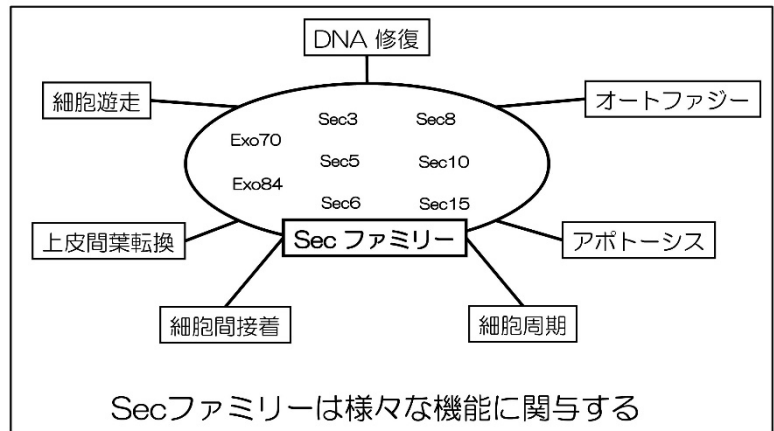 DNA 修復
細胞遊走
オートファジー
Sec3
Sec8
Exo70
Sec5
Sec10
Exo84
Sec6
Sec15
上皮間葉転換
Sec ファミリー
アポトーシス
細胞間接着
細胞周期
Secファミリーは様々な機能に関与する